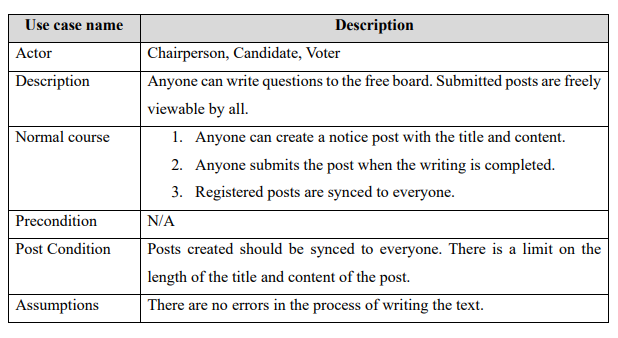 Use case name Description
Actor Chairperson, Candidate, Voter
Description Anyone can write questions to the free board. Submitted posts are freely
viewable by all.
Normal course 1. Anyone can create a notice post with the title and content.
2. Anyone submits the post when the writing is completed.
3. Registered posts are synced to everyone.
Precondition N/A
Post Condition Posts created should be synced to everyone. There is a limit on the
length of the title and content of the post.
Assumptions There are no errors in the process of writing the text.